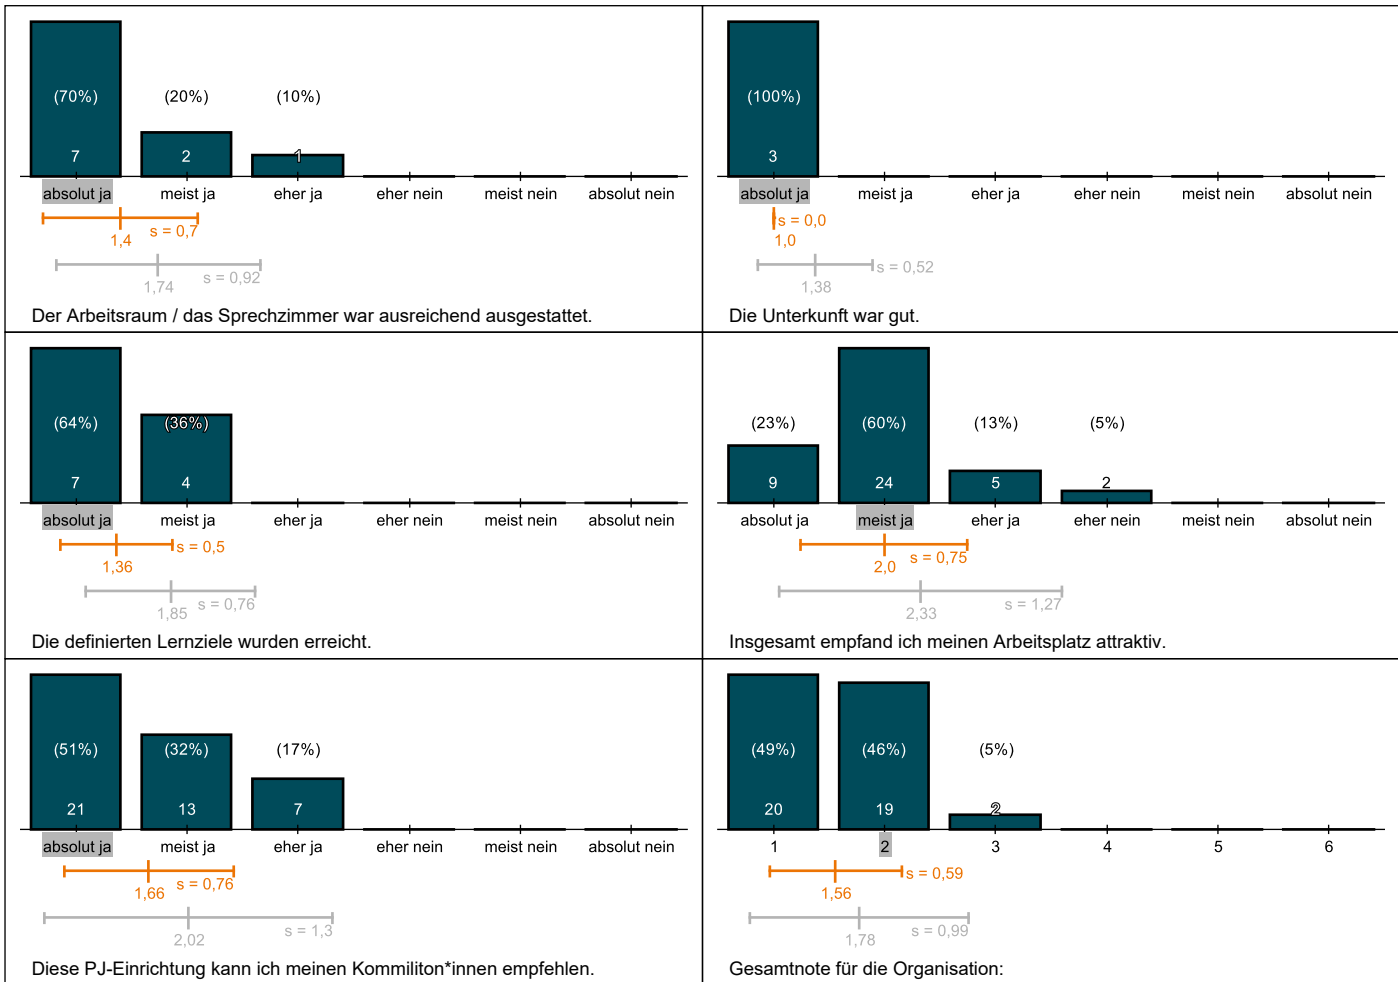 (70%) (20%) (10%)
7 2 1
absolut ja meist ja eher ja eher nein meist nein absolut nein
s = 0,7
1,4
s = 0,92
1,74
Der Arbeitsraum / das Sprechzimmer war ausreichend ausgestattet.
(100%)
3
absolut ja meist ja eher ja eher nein meist nein absolut nein
s = 0,0
1,0
s = 0,52
1,38
Die Unterkunft war gut.
(64%) (36%)
7 4
absolut ja meist ja eher ja eher nein meist nein absolut nein
s = 0,5
1,36
s = 0,76
1,85
Die definierten Lernziele wurden erreicht.
(23%) (60%) (13%) (5%)
9 24 5 2
absolut ja meist ja eher ja eher nein meist nein absolut nein
s = 0,75
2,0
s = 1,27
2,33
Insgesamt empfand ich meinen Arbeitsplatz attraktiv.
(51%) (32%) (17%)
21 13 7
absolut ja meist ja eher ja eher nein meist nein absolut nein
s = 0,76
1,66
s = 1,3
2,02
Diese PJ-Einrichtung kann ich meinen Kommiliton*innen empfehlen.
(49%) (46%) (5%)
20 19 2
1 2 3 4 5 6
s = 0,59
1,56
s = 0,99
1,78
Gesamtnote für die Organisation: